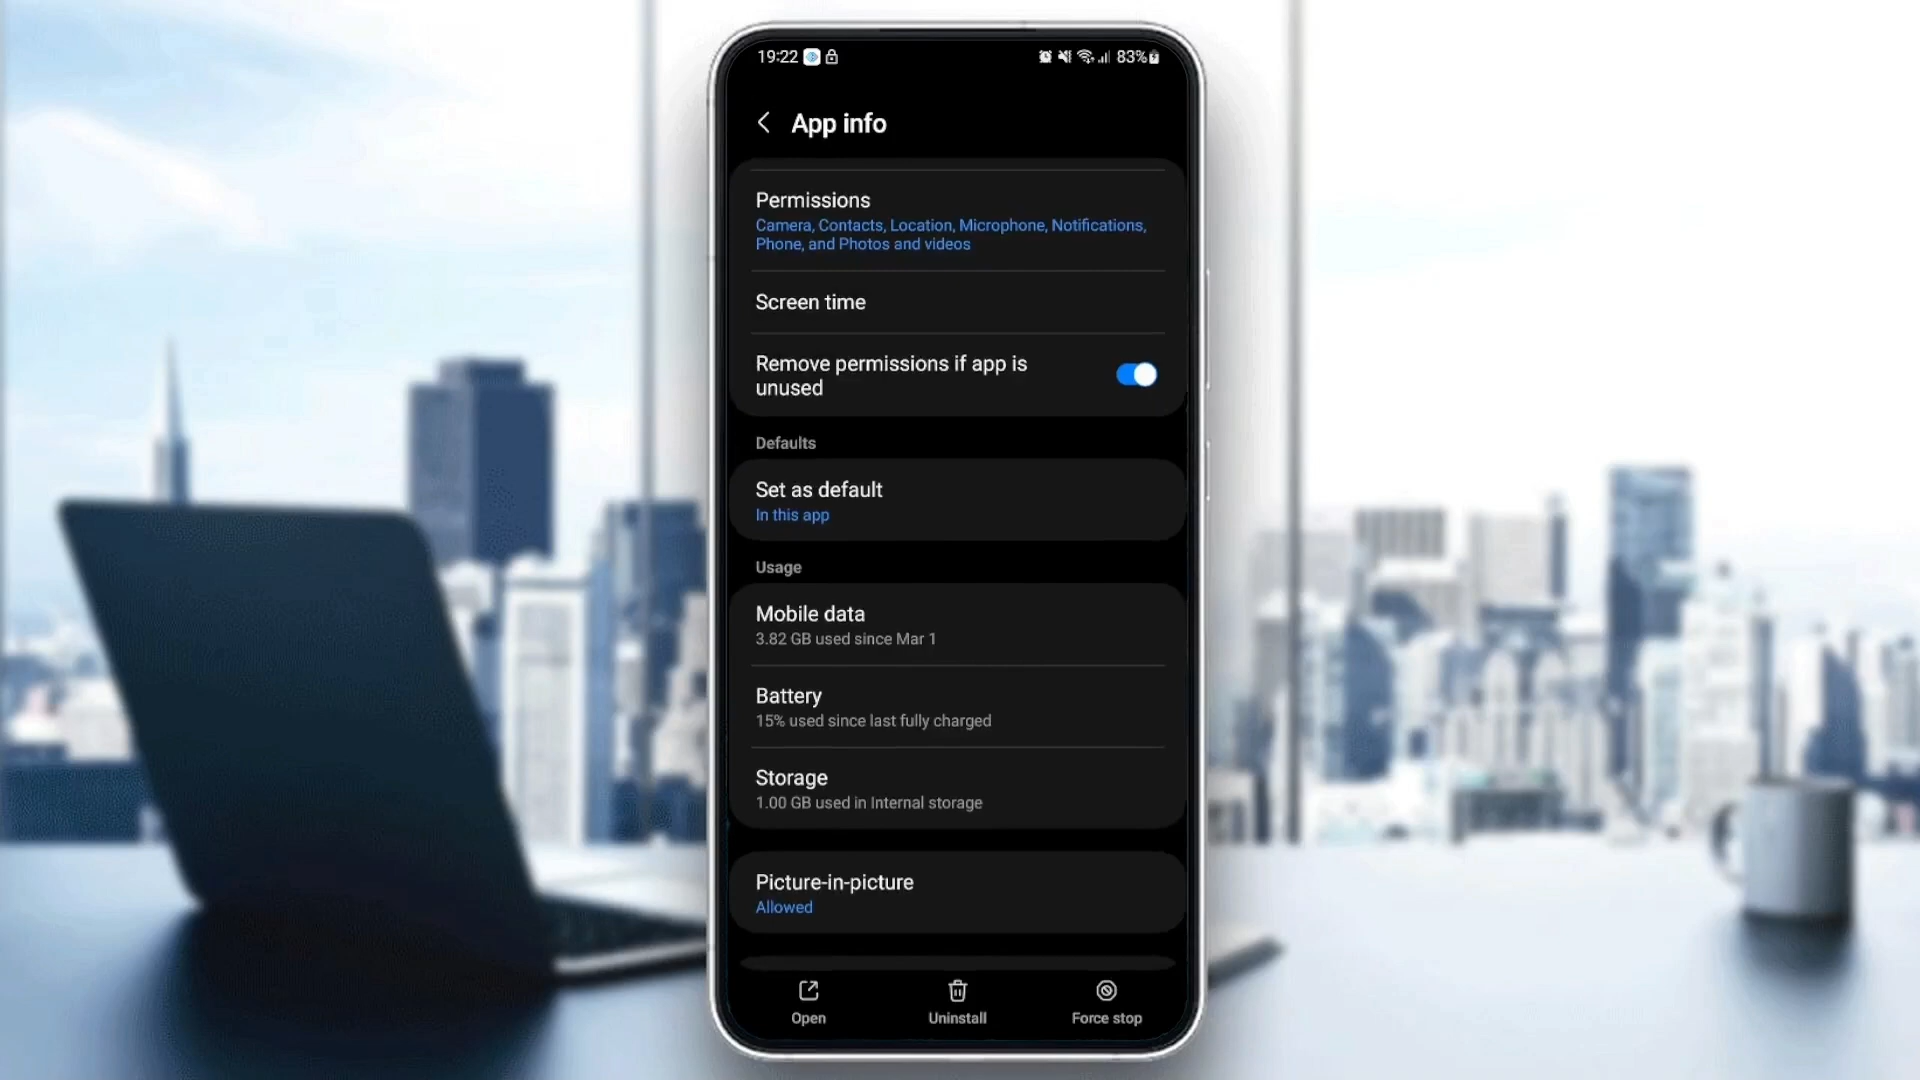 19:22
83%
App info
Permissions
Camera, Contacts, Location, Microphone, Notifications,
Phone, and Photos and videos
Screen time
Remove permissions if app is
unused
Defaults
Set as default
In this app
Usage
Mobile data
3.82 GB used since Mar 1
Battery
15% used since last fully charged
Storage
1.00 GB used in Internal storage
Picture-in-picture
Allowed
Open
Uninstall
Force stop